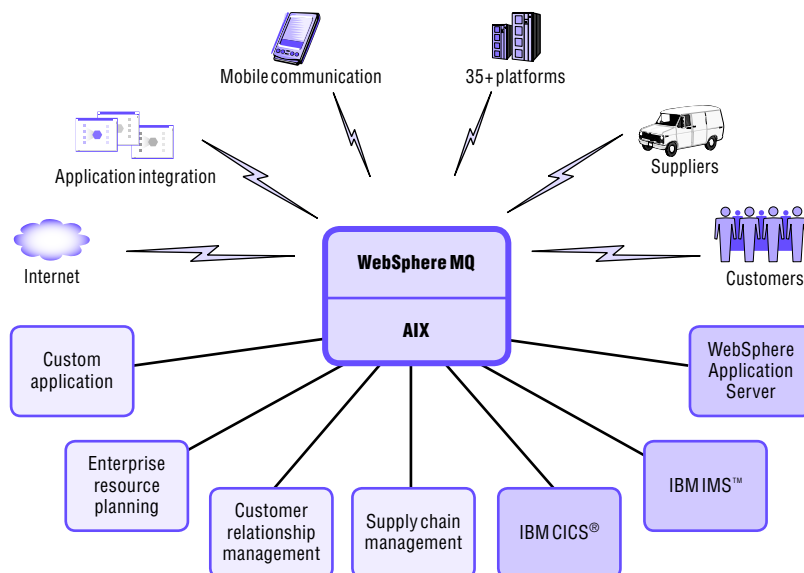 Mobile communication
35+ platforms
Application integration
Suppliers
Internet
WebSphere MQ
Customers
AIX
Custom
application
WebSphere
Application
Server
Enterprise
resource
planning
IBM IMS™
Customer
relationship
management
Supply chain
management
IBM CICS®